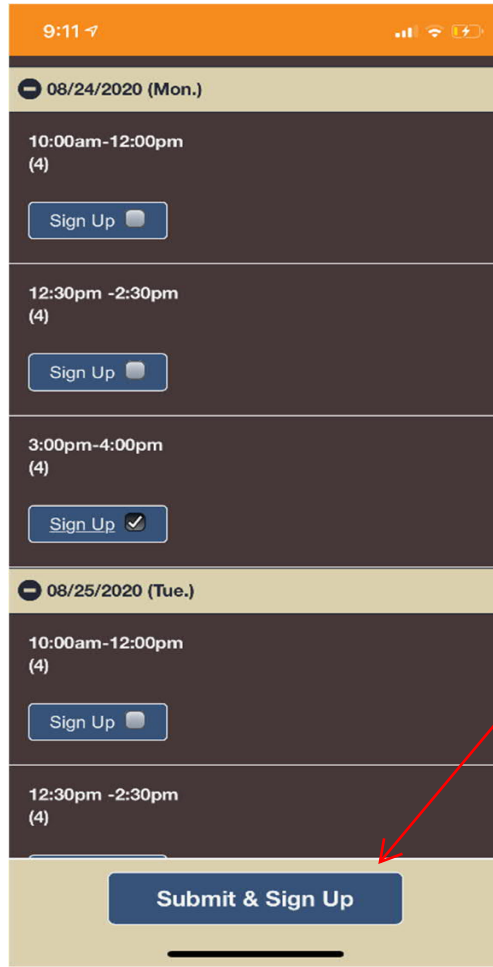 9:11
08/24/2020 (Mon.)
10:00am-12:00pm
(4)
Sign Up
12:30pm -2:30pm
(4)
Sign Up
3:00pm-4:00pm
(4)
Sign Up
08/25/2020 (Tue.)
10:00am-12:00pm
(4)
Sign Up
12:30pm -2:30pm
(4)
Submit & Sign Up